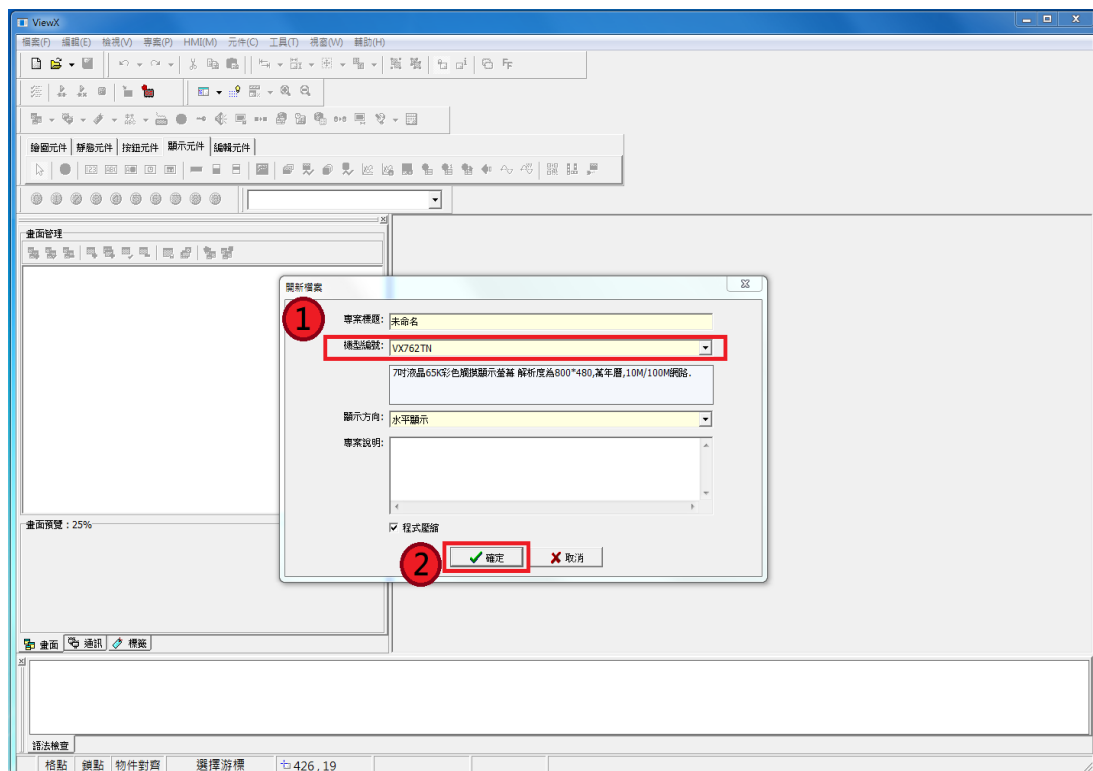 ViewX
檔案(F) 編輯(E) 檢視(V) 專案(P) HMI(M) 元件(C) 工具(T) 視窗(W) 輔助(H)
繪圖元件 靜態元件 按鈕元件 顯示元件 編輯元件
畫面管理
開新檔案
1
專案標題: 未命名
機型編號: VX762TN
7吋液晶65K彩色觸摸顯示螢幕 解析度為800*480,萬年曆,10M/100M網路.
顯示方向: 水平顯示
專案說明:
畫面預覽 : 25%
程式壓縮
2
確定 取消
畫面 通訊 標籤
語法檢查
格點 鎖點 物件對齊 選擇游標 426 , 19